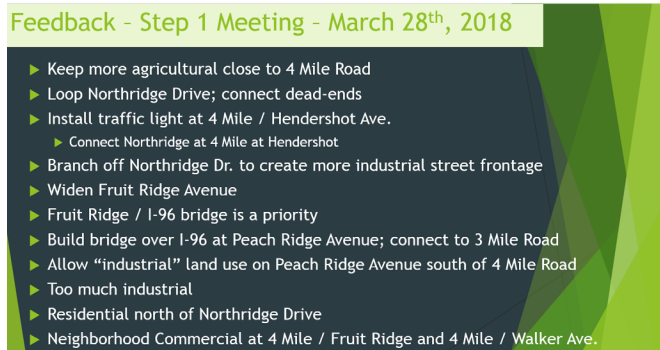 Feedback – Step 1 Meeting – March 28th, 2018
Keep more agricultural close to 4 Mile Road
Loop Northridge Drive; connect dead-ends
Install traffic light at 4 Mile / Hendershot Ave.
Connect Northridge at 4 Mile at Hendershot
Branch off Northridge Dr. to create more industrial street frontage
Widen Fruit Ridge Avenue
Fruit Ridge / I-96 bridge is a priority
Build bridge over I-96 at Peach Ridge Avenue; connect to 3 Mile Road
Allow “industrial” land use on Peach Ridge Avenue south of 4 Mile Road
Too much industrial
Residential north of Northridge Drive
Neighborhood Commercial at 4 Mile / Fruit Ridge and 4 Mile / Walker Ave.